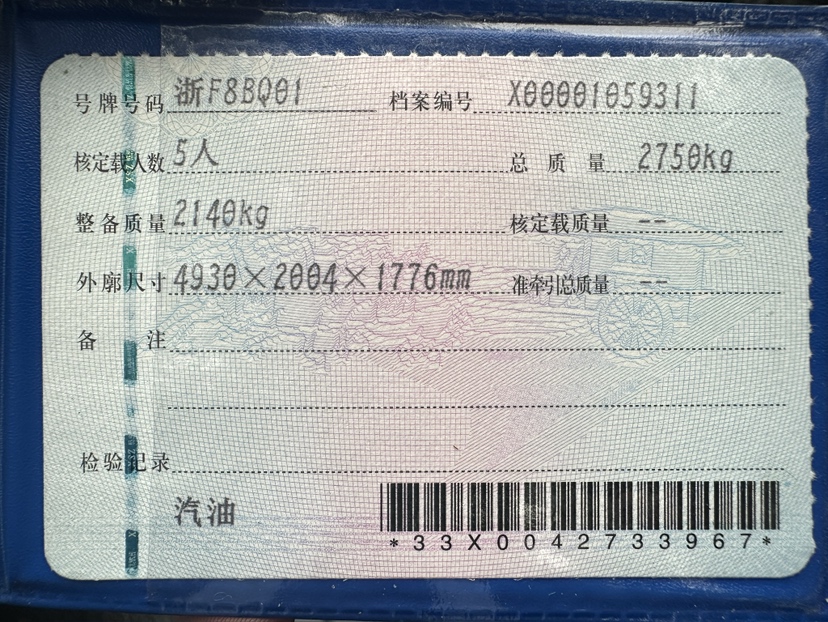 号牌号码 浙F8BQ01 档案编号 X00001059311
核定载人数 5人 总质量 2750kg
整备质量 2140kg 核定载质量 --
外廓尺寸 4930×2004×1776mm 准牵引总质量 --
备注
检验记录
汽油
*33X0042733967*